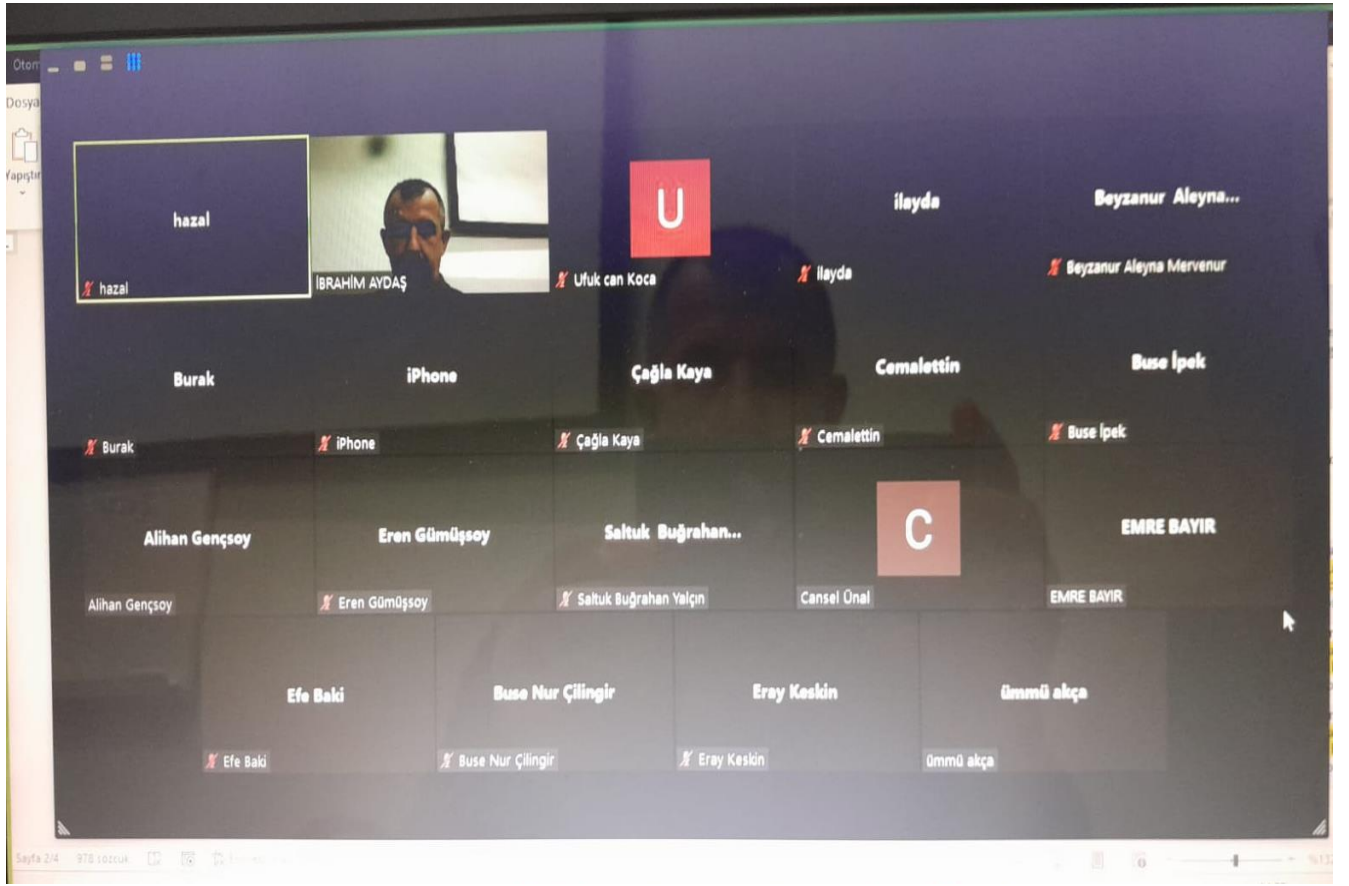 Otom
Dosya
Yapıştır
hazal
hazal
İBRAHİM AYDAŞ
U
Ufuk can Koca
ilayda
ilayda
Beyzanur Aleyna...
Beyzanur Aleyna Mervenur
Burak
Burak
iPhone
iPhone
Çağla Kaya
Çağla Kaya
Cemalettin
Cemalettin
Buse İpek
Buse İpek
Alihan Gençsoy
Alihan Gençsoy
Eren Gümüşsoy
Eren Gümüşsoy
Saltuk Buğrahan...
Saltuk Buğrahan Yalçın
C
Cansel Ünal
EMRE BAYIR
EMRE BAYIR
Efe Baki
Efe Baki
Buse Nur Çilingir
Buse Nur Çilingir
Eray Keskin
Eray Keskin
ümmü akça
ümmü akça
Sayfa 2/4 978 sözcük